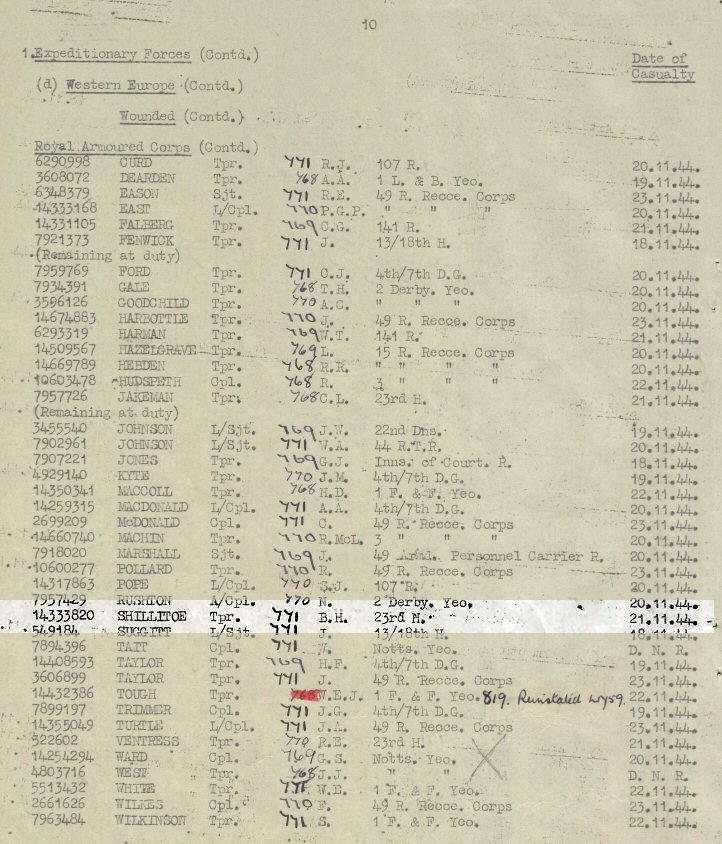 10
1.Expeditionary Forces (Contd.)
Date of Casualty
(d) Western Europe (Contd.)
Wounded (Contd.)
Royal Armoured Corps (Contd.)
6290998 CURD Tpr. 771 R.J. 107 R. 20.11.44.
3608072 DEARDEN Tpr. 768 A.A. 1 L. & B. Yeo. 19.11.44.
6348379 EASON Sjt. 771 R.E. 49 R. Recce. Corps 23.11.44.
14333168 EAST L/Cpl. 770 P.G.P. " " " 20.11.44.
14331105 FALBERG Tpr. 769 C.G. 141 R. 21.11.44.
7921373 FENWICK Tpr. 771 J. 13/18th H. 18.11.44.
(Remaining at duty)
7959769 FORD Tpr. 771 C.J. 4th/7th D.G. 20.11.44.
7934391 GALE Tpr. 768 T.H. 2 Derby. Yeo. 20.11.44.
3596126 GOODCHILD Tpr. 770 A.C. " " " 20.11.44.
14674883 HARBOTTLE Tpr. 770 J. 49 R. Recce. Corps 23.11.44.
6293319 HARMAN Tpr. 769 W.T. 141 R. 21.11.44.
14509567 HAZELGRAVE Tpr. 769 L. 15 R. Recce. Corps 20.11.44.
14669789 HEBDEN Tpr. 768 R.R. " " " " 20.11.44.
10603478 HUDSPETH Cpl. 768 R. 3 " " " 22.11.44.
7957726 JAKEMAN Tpr. 768 C.L. 23rd H. 21.11.44.
(Remaining at duty)
3455540 JOHNSON L/Sjt. 769 J.W. 22nd Dns. 19.11.44.
7902961 JOHNSON L/Sjt. 771 W.A. 44 R.T.R. 20.11.44.
7907221 JONES Tpr. 769 G.J. Inns. of Court. R. 18.11.44.
4929140 KYTE Tpr. 770 J.M. 4th/7th D.G. 19.11.44.
14350341 MACCOLL Tpr. 768 H.D. 1 F. & F. Yeo. 22.11.44.
14259315 MACDONALD L/Cpl. 771 A.A. 4th/7th D.G. 20.11.44.
2699209 McDONALD Cpl. 771 C. 49 R. Recce. Corps 23.11.44.
14660740 MACHIN Tpr. 770 R.McL. 3 " " " 20.11.44.
7918020 MARSHALL Sjt. 769 J. 49 Armd. Personnel Carrier R. 20.11.44.
10600277 POLLARD Tpr. 770 R. 49 R. Recce. Corps 23.11.44.
14317863 POPE L/Cpl. 770 S.J. 107 R. 20.11.44.
7957429 RUSHTON A/Cpl. 770 N. 2 Derby. Yeo. 20.11.44.
14333820 SHILLITOE Tpr. 771 B.H. 23rd H. 21.11.44.
549184 SUGGITT L/Sjt. 771 J. 13/18th H. 18.11.44.
7894396 TAIT Cpl. 771 W. Notts. Yeo. D. N. R.
14408593 TAYLOR Tpr. 769 H.F. 4th/7th D.G. 19.11.44.
3606899 TAYLOR Tpr. 771 J. 49 R. Recce. Corps 23.11.44.
14432386 TOUGH Tpr. 768 W.E.J. 1 F. & F. Yeo. 819. Reinstated 22.11.44.
7899197 TRIMMER Cpl. 771 J.G. 4th/7th D.G. 19.11.44.
14355049 TURTLE L/Cpl. 771 J.A. 49 R. Recce. Corps 23.11.44.
522602 VENTRESS Tpr. 770 R.B. 23rd H. 21.11.44.
14254294 WARD Cpl. 769 G.S. Notts. Yeo. 20.11.44.
4803716 WEST Tpr. 768 J.J. " " D. N. R.
5513432 WHITE Tpr. 771 W.E. 1 F. & F. Yeo. 22.11.44.
2661626 WILKES Cpl. 770 F. 49 R. Recce. Corps 23.11.44.
7963484 WILKINSON Tpr. 771 S. 1 F. & F. Yeo. 22.11.44.